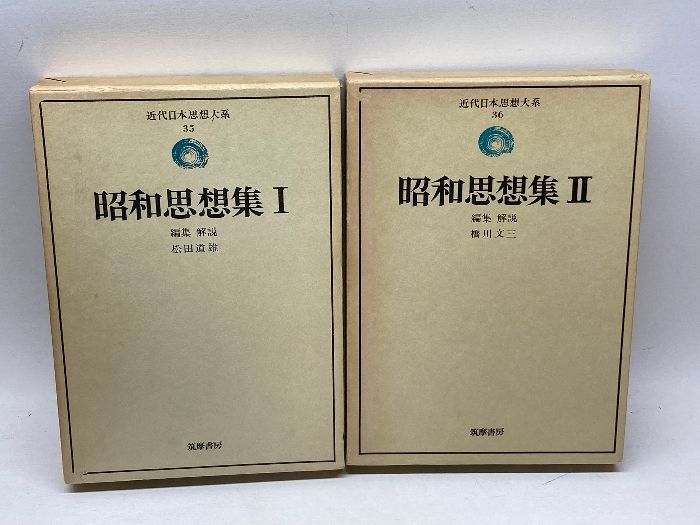 近代日本思想大系
35
昭和思想集 I
編集 解説
松田道雄
筑摩書房
近代日本思想大系
36
昭和思想集 II
編集 解説
橋川文三
筑摩書房